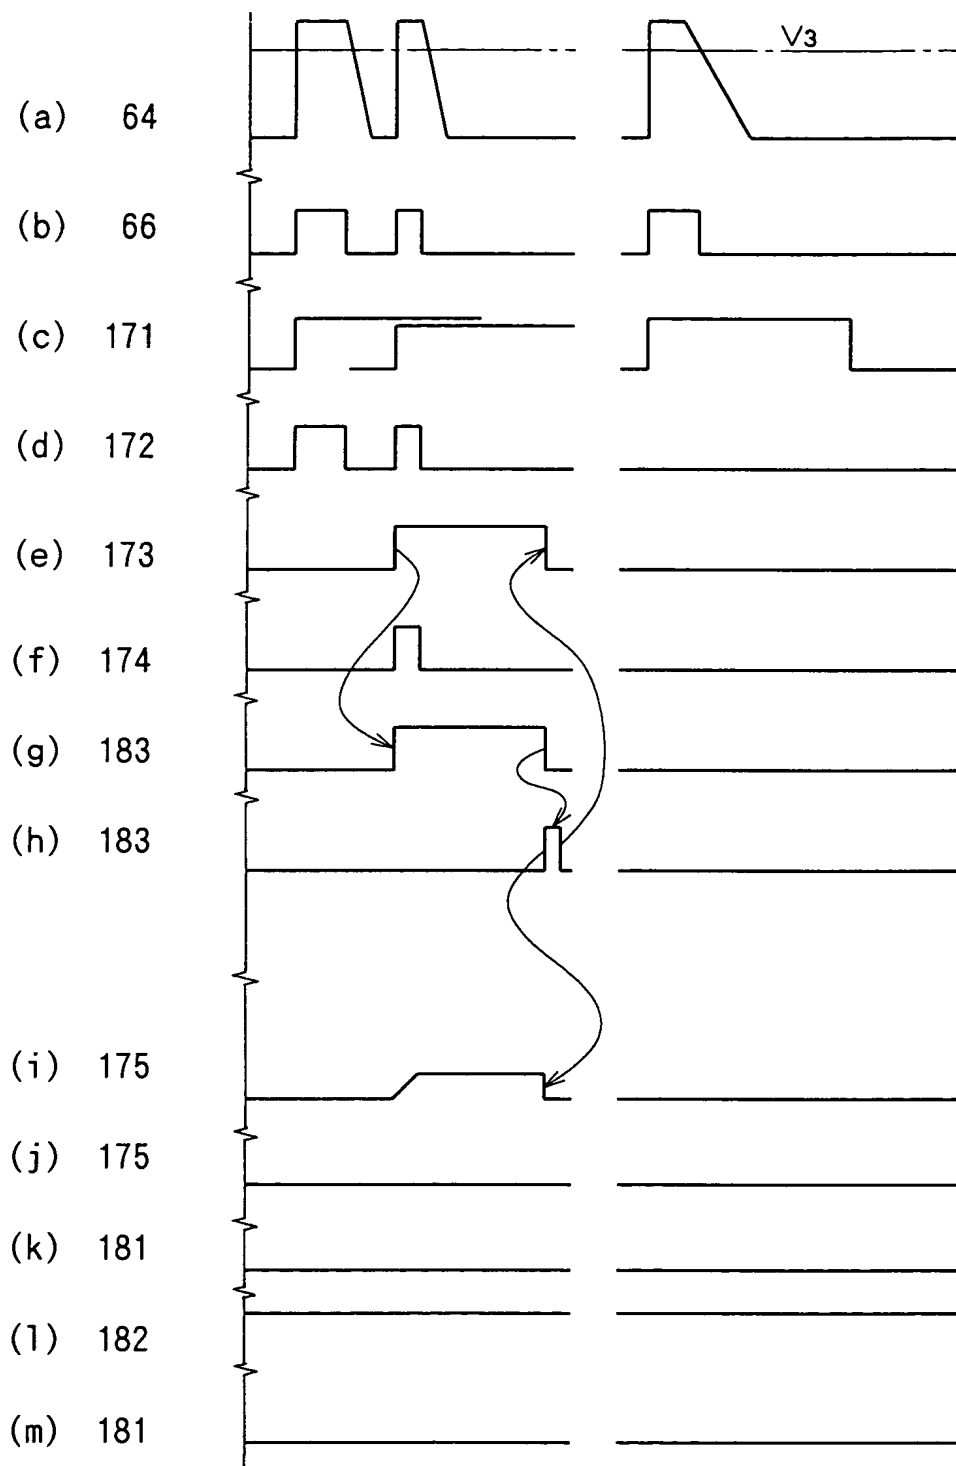 V3
(a) 64
(b) 66
(c) 171
(d) 172
(e) 173
(f) 174
(g) 183
(h) 183
(i) 175
(j) 175
(k) 181
(l) 182
(m) 181